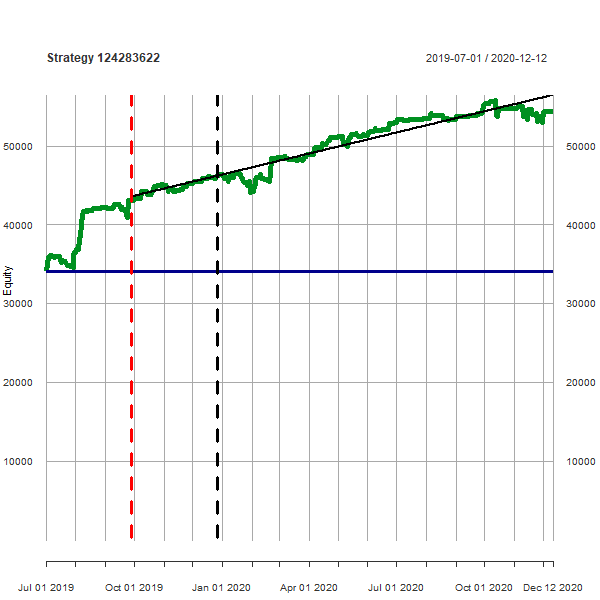 Strategy 124283622
2019-07-01 / 2020-12-12
50000
50000
40000
40000
Equity
30000
30000
20000
20000
10000
10000
Jul 01 2019
Oct 01 2019
Jan 01 2020
Apr 01 2020
Jul 01 2020
Oct 01 2020
Dec 12 2020